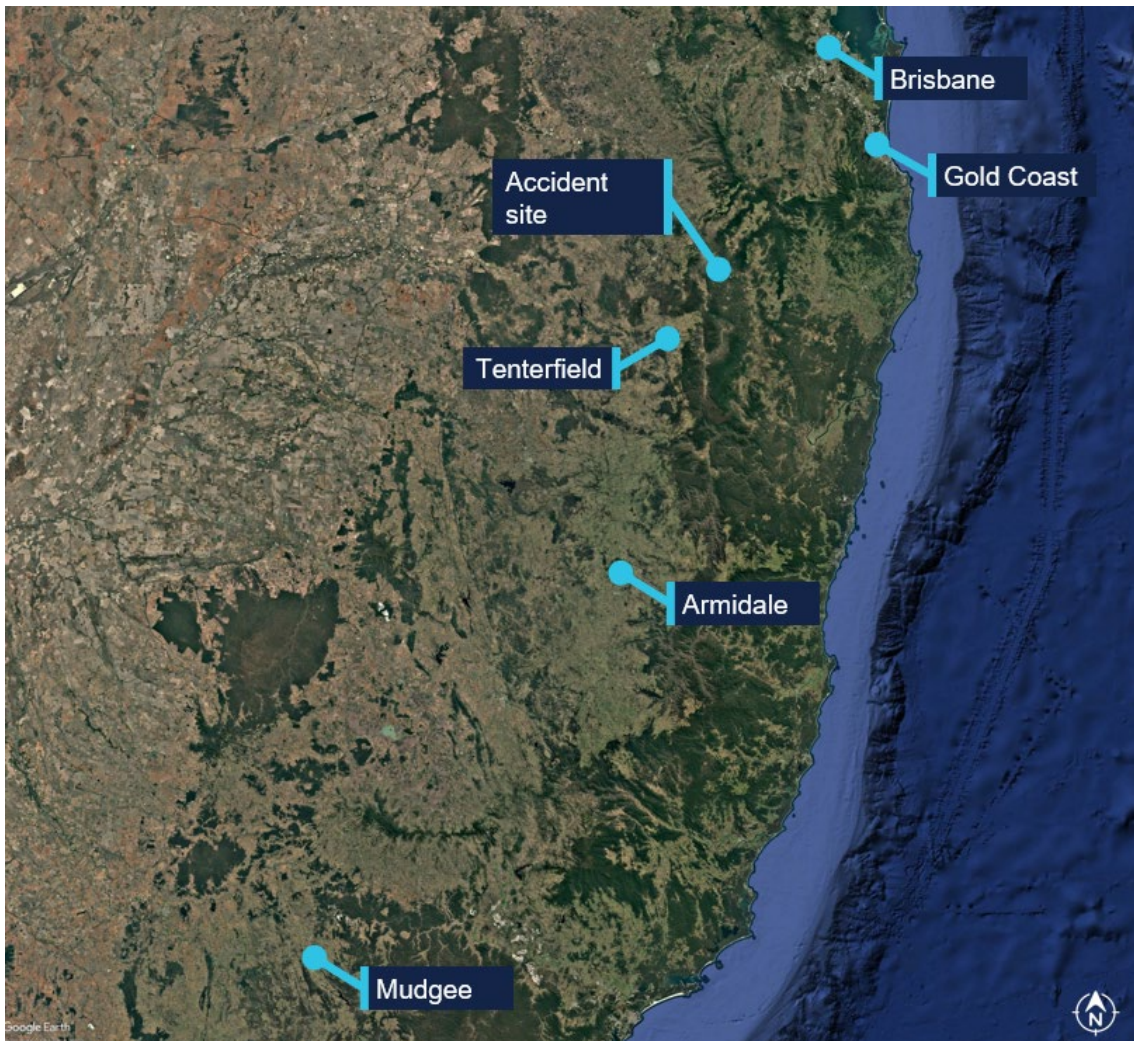 Brisbane
Gold Coast
Accident
site
Tenterfield
Armidale
Mudgee
Google Earth
N